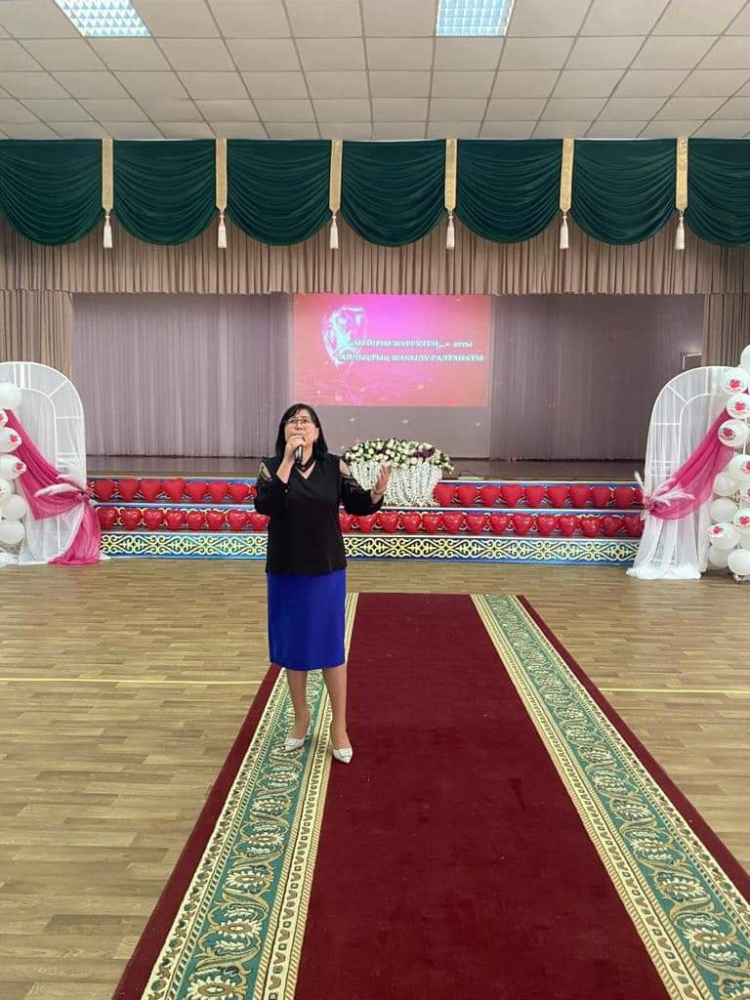 «МЕЙІРІМ ЖҮРЕКТЕН...» атты
АЙЛЫҚТЫҢ ЖАБЫЛУ САЛТАНАТЫ